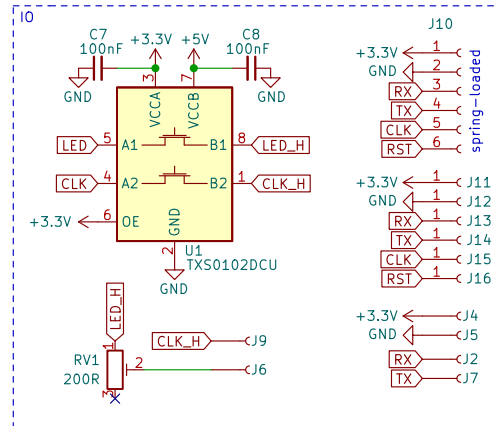 IO
C7
100nF
+3.3V
+5V
C8
100nF
GND
GND
3
VCCA
7
VCCB
LED
5
A1
B1
8
LED_H
CLK
4
A2
B2
1
CLK_H
+3.3V
6
OE
GND
2
U1
TXS0102DCU
GND
LED_H
1
RV1
200R
2
3
CLK_H
J9
J6
J10
+3.3V 1
GND 2
RX 3
TX 4
CLK 5
RST 6
spring-loaded
+3.3V 1 J11
GND 1 J12
RX 1 J13
TX 1 J14
CLK 1 J15
RST 1 J16
+3.3V J4
GND J5
RX J2
TX J7